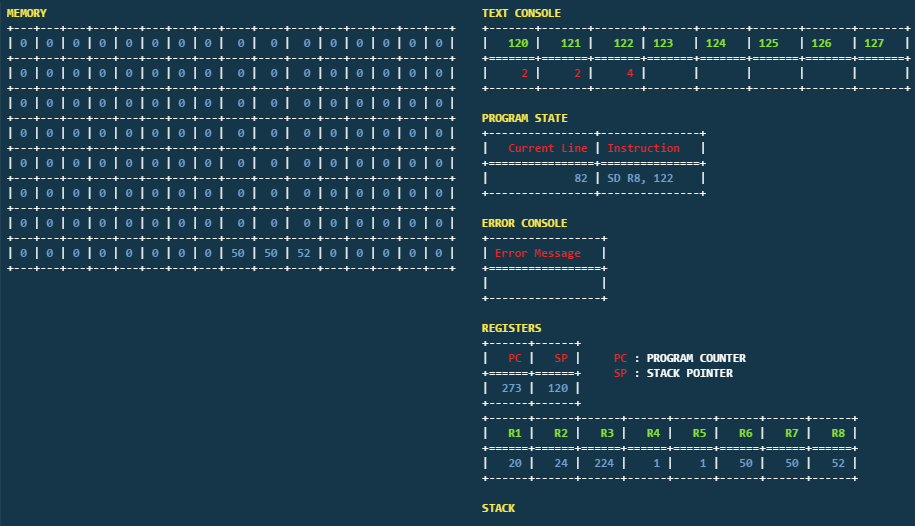 MEMORY
0 0 0 0 0 0 0 0 0 0 0 0 0 0 0 0
0 0 0 0 0 0 0 0 0 0 0 0 0 0 0 0
0 0 0 0 0 0 0 0 0 0 0 0 0 0 0 0
0 0 0 0 0 0 0 0 0 0 0 0 0 0 0 0
0 0 0 0 0 0 0 0 0 0 0 0 0 0 0 0
0 0 0 0 0 0 0 0 0 0 0 0 0 0 0 0
0 0 0 0 0 0 0 0 0 0 0 0 0 0 0 0
0 0 0 0 0 0 0 0 50 50 52 0 0 0 0 0
TEXT CONSOLE
120 121 122 123 124 125 126 127
2 2 4
PROGRAM STATE
Current Line Instruction
82 SD R8, 122
ERROR CONSOLE
Error Message
REGISTERS
PC SP PC : PROGRAM COUNTER
SP : STACK POINTER
273 120
R1 R2 R3 R4 R5 R6 R7 R8
20 24 224 1 1 50 50 52
STACK